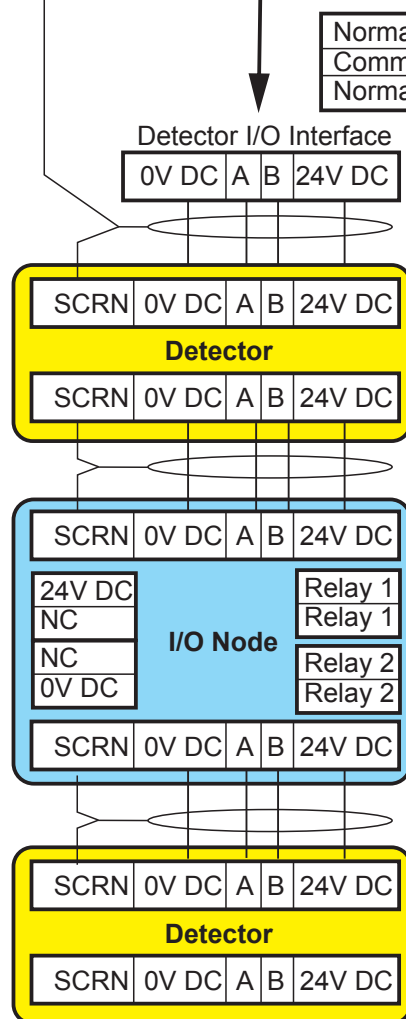 Norma
Comm
Norma
Detector I/O Interface
0V DC A B 24V DC
SCRN 0V DC A B 24V DC
Detector
SCRN 0V DC A B 24V DC
SCRN 0V DC A B 24V DC
24V DC
NC
NC
0V DC
I/O Node
Relay 1
Relay 1
Relay 2
Relay 2
SCRN 0V DC A B 24V DC
SCRN 0V DC A B 24V DC
Detector
SCRN 0V DC A B 24V DC